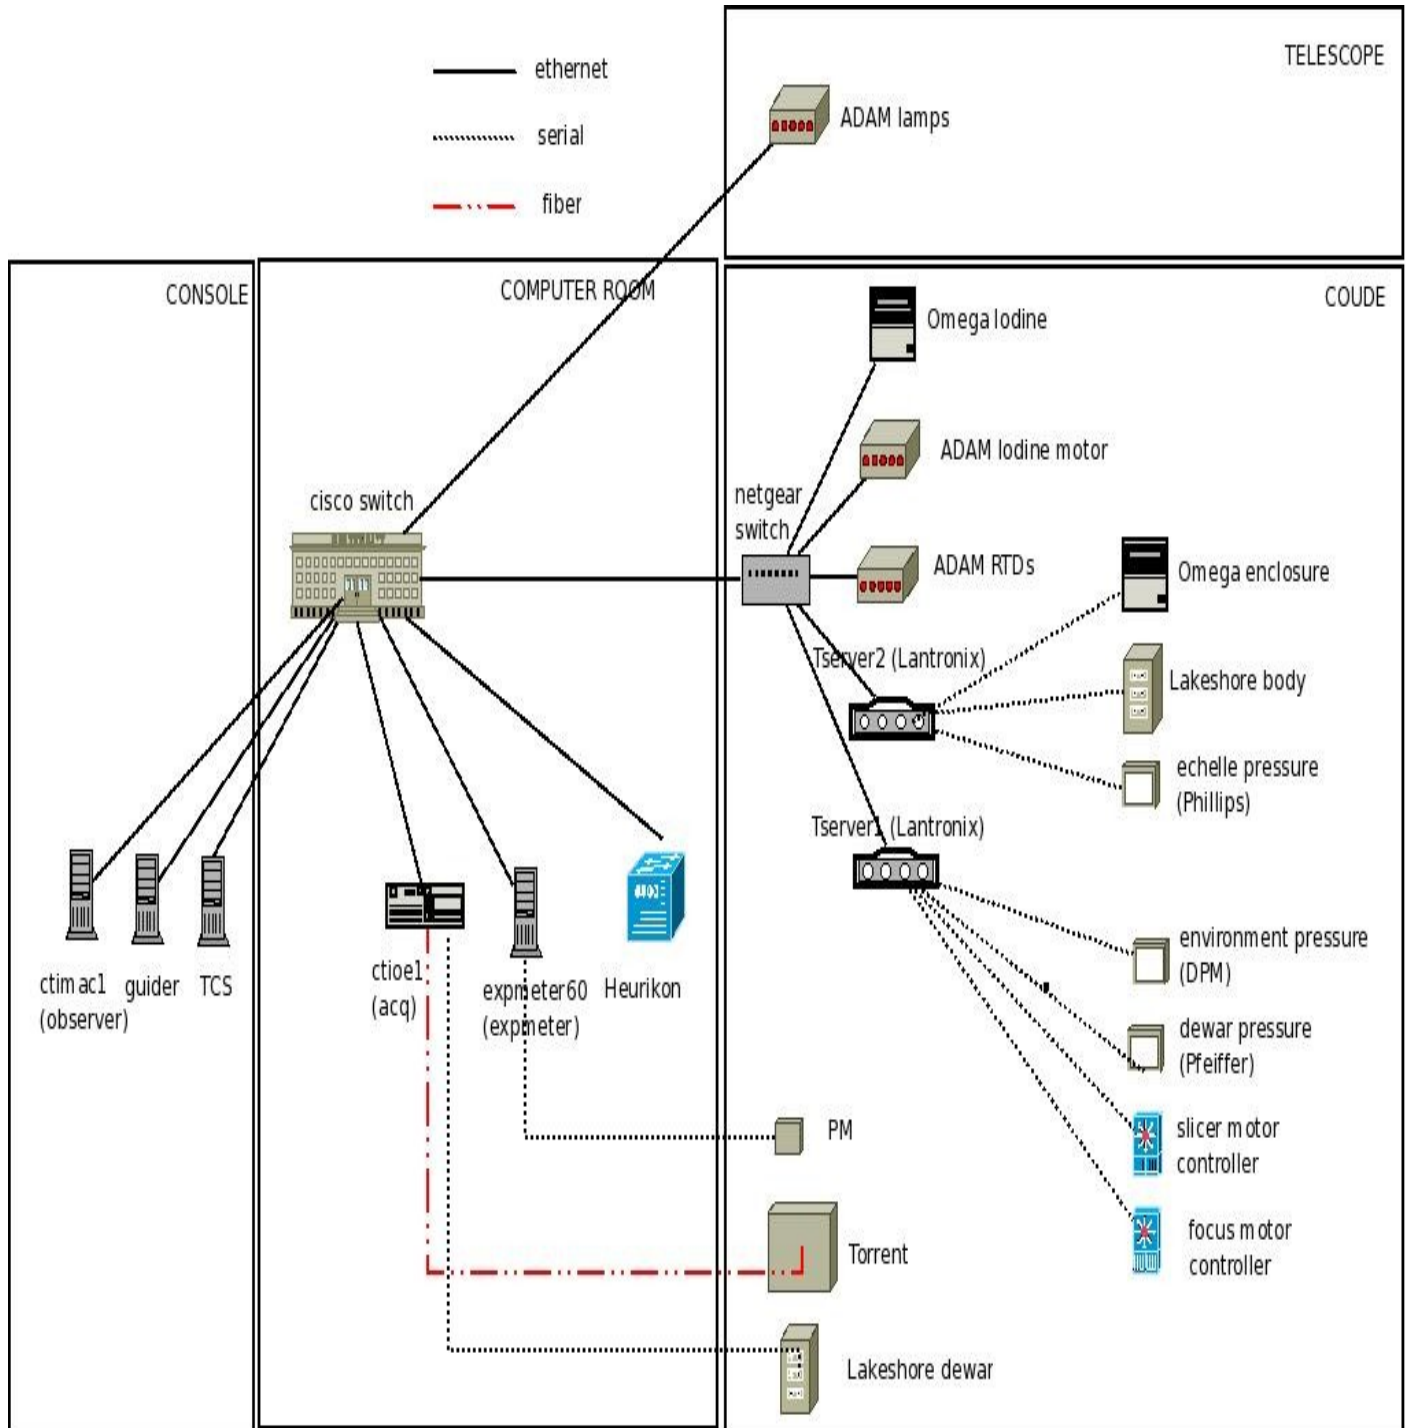 TELESCOPE
ethernet
ADAM lamps
serial
fiber
CONSOLE
COMPUTER ROOM
COUDE
Omega Iodine
ADAM Iodine motor
cisco switch
netgear
switch
ADAM RTDs
Omega enclosure
Tserver2 (Lantronix)
Lakeshore body
echelle pressure
(Phillips)
Tserver1 (Lantronix)
environment pressure
(DPM)
ctimac1
(observer)
guider
TCS
ctioe1
(acq)
expmeter60
(expmeter)
Heurikon
dewar pressure
(Pfeiffer)
PM
slicer motor
controller
Torrent
focus motor
controller
Lakeshore dewar